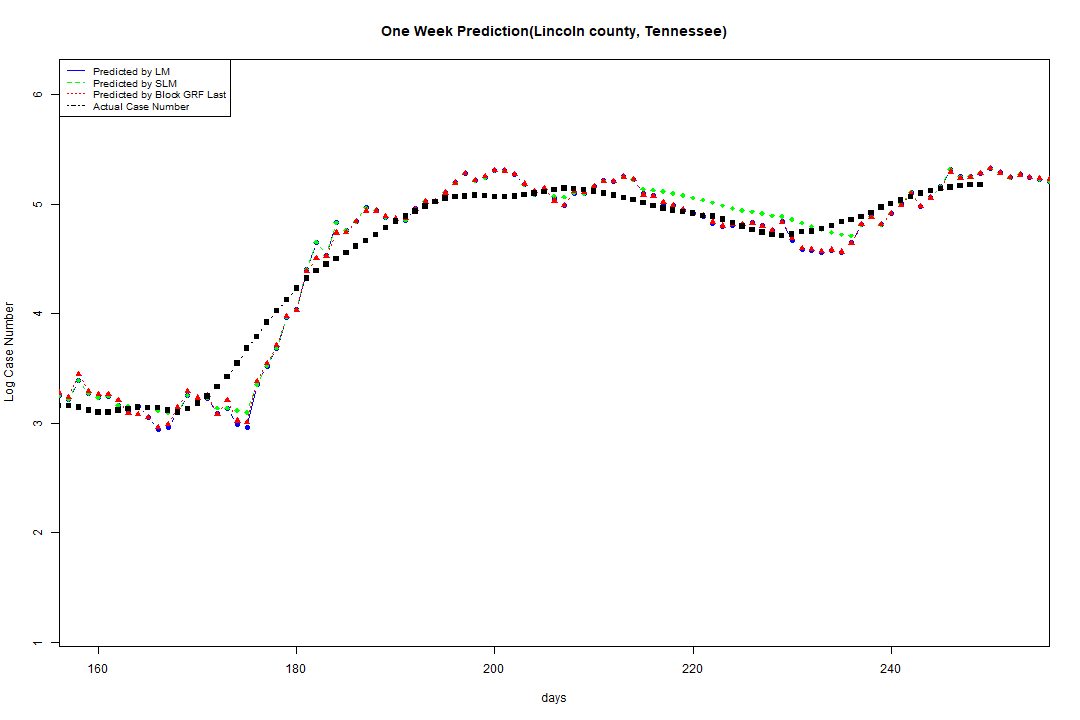 One Week Prediction(Lincoln county, Tennessee)
Predicted by LM
Predicted by SLM
Predicted by Block GRF Last
Actual Case Number
6
5
4
3
2
1
Log Case Number
160 180 200 220 240
days